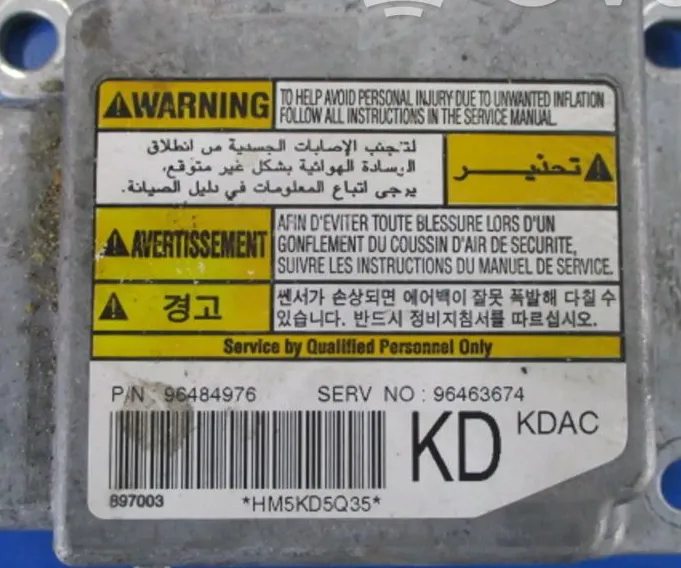 WARNING
TO HELP AVOID PERSONAL INJURY DUE TO UNWANTED INFLATION
FOLLOW ALL INSTRUCTIONS IN THE SERVICE MANUAL.
لتجنب الإصابات الجسدية من انطلاق
الوسادة الهوائية بشكل غير متوقع،
يرجى اتباع المعلومات في دليل الصيانة.
تحذير
AVERTISSEMENT
AFIN D'EVITER TOUTE BLESSURE LORS D'UN
GONFLEMENT DU COUSSIN D'AIR DE SECURITE,
SUIVRE LES INSTRUCTIONS DU MANUEL DE SERVICE.
경고
쎈서가 손상되면 에어백이 잘못 폭발해 다칠 수
있습니다. 반드시 정비지침서를 따르십시오.
Service by Qualified Personnel Only
P/N 96484976 SERV NO : 96463674
KD KDAC
897003 *HM5KD5Q35*